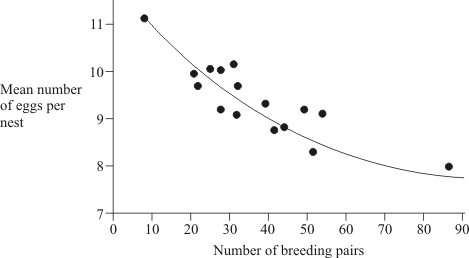 11
10
Mean number
of eggs per
nest
9
8
7
0 10 20 30 40 50 60 70 80 90
Number of breeding pairs